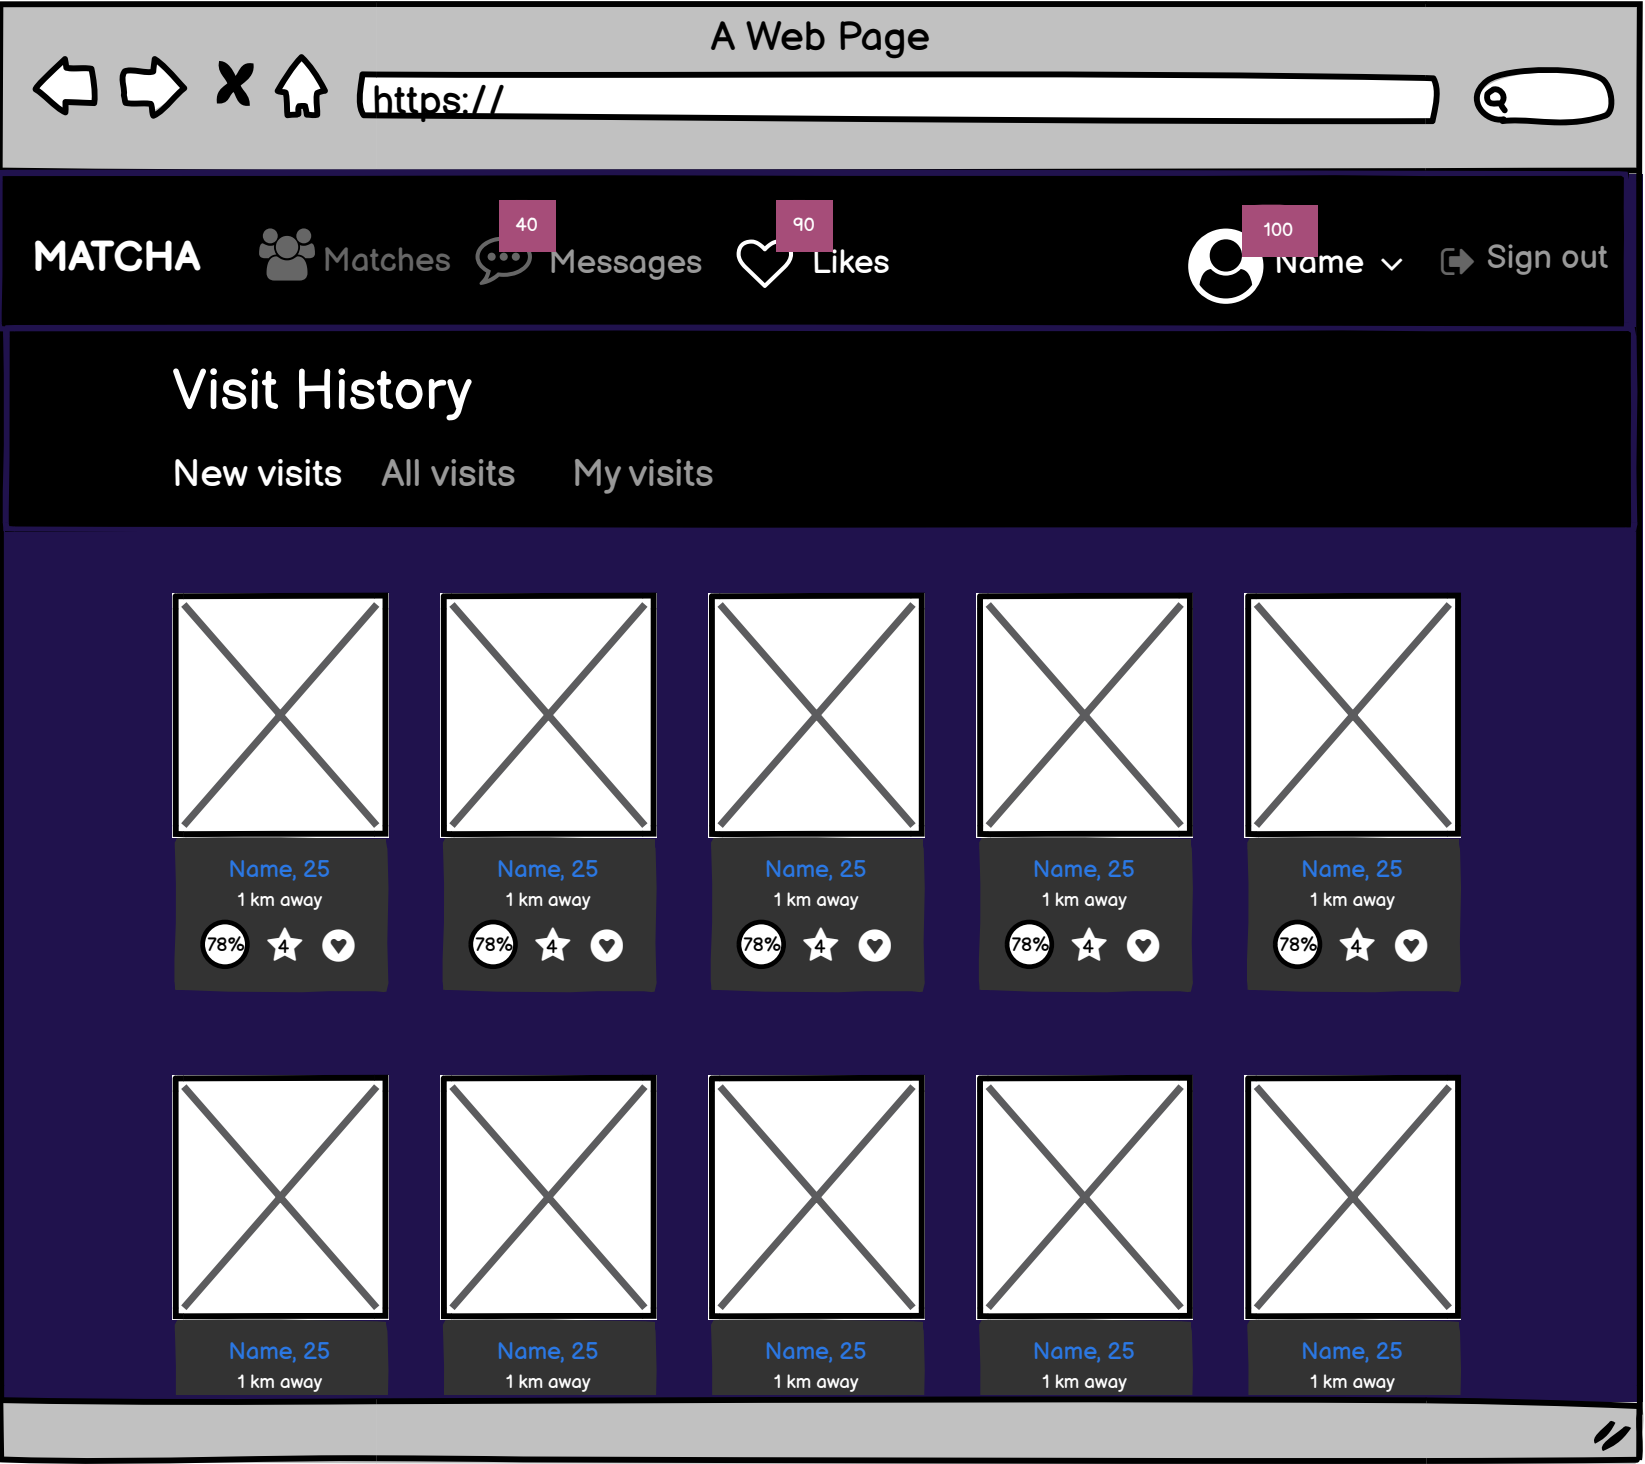 A Web Page
https://
MATCHA
Matches
40
Messages
90
Likes
100
Name
Sign out
Visit History
New visits All visits My visits
Name, 25 Name, 25 Name, 25 Name, 25 Name, 25
1 km away 1 km away 1 km away 1 km away 1 km away
78% 4 78% 4 78% 4 78% 4 78% 4
Name, 25 Name, 25 Name, 25 Name, 25 Name, 25
1 km away 1 km away 1 km away 1 km away 1 km away